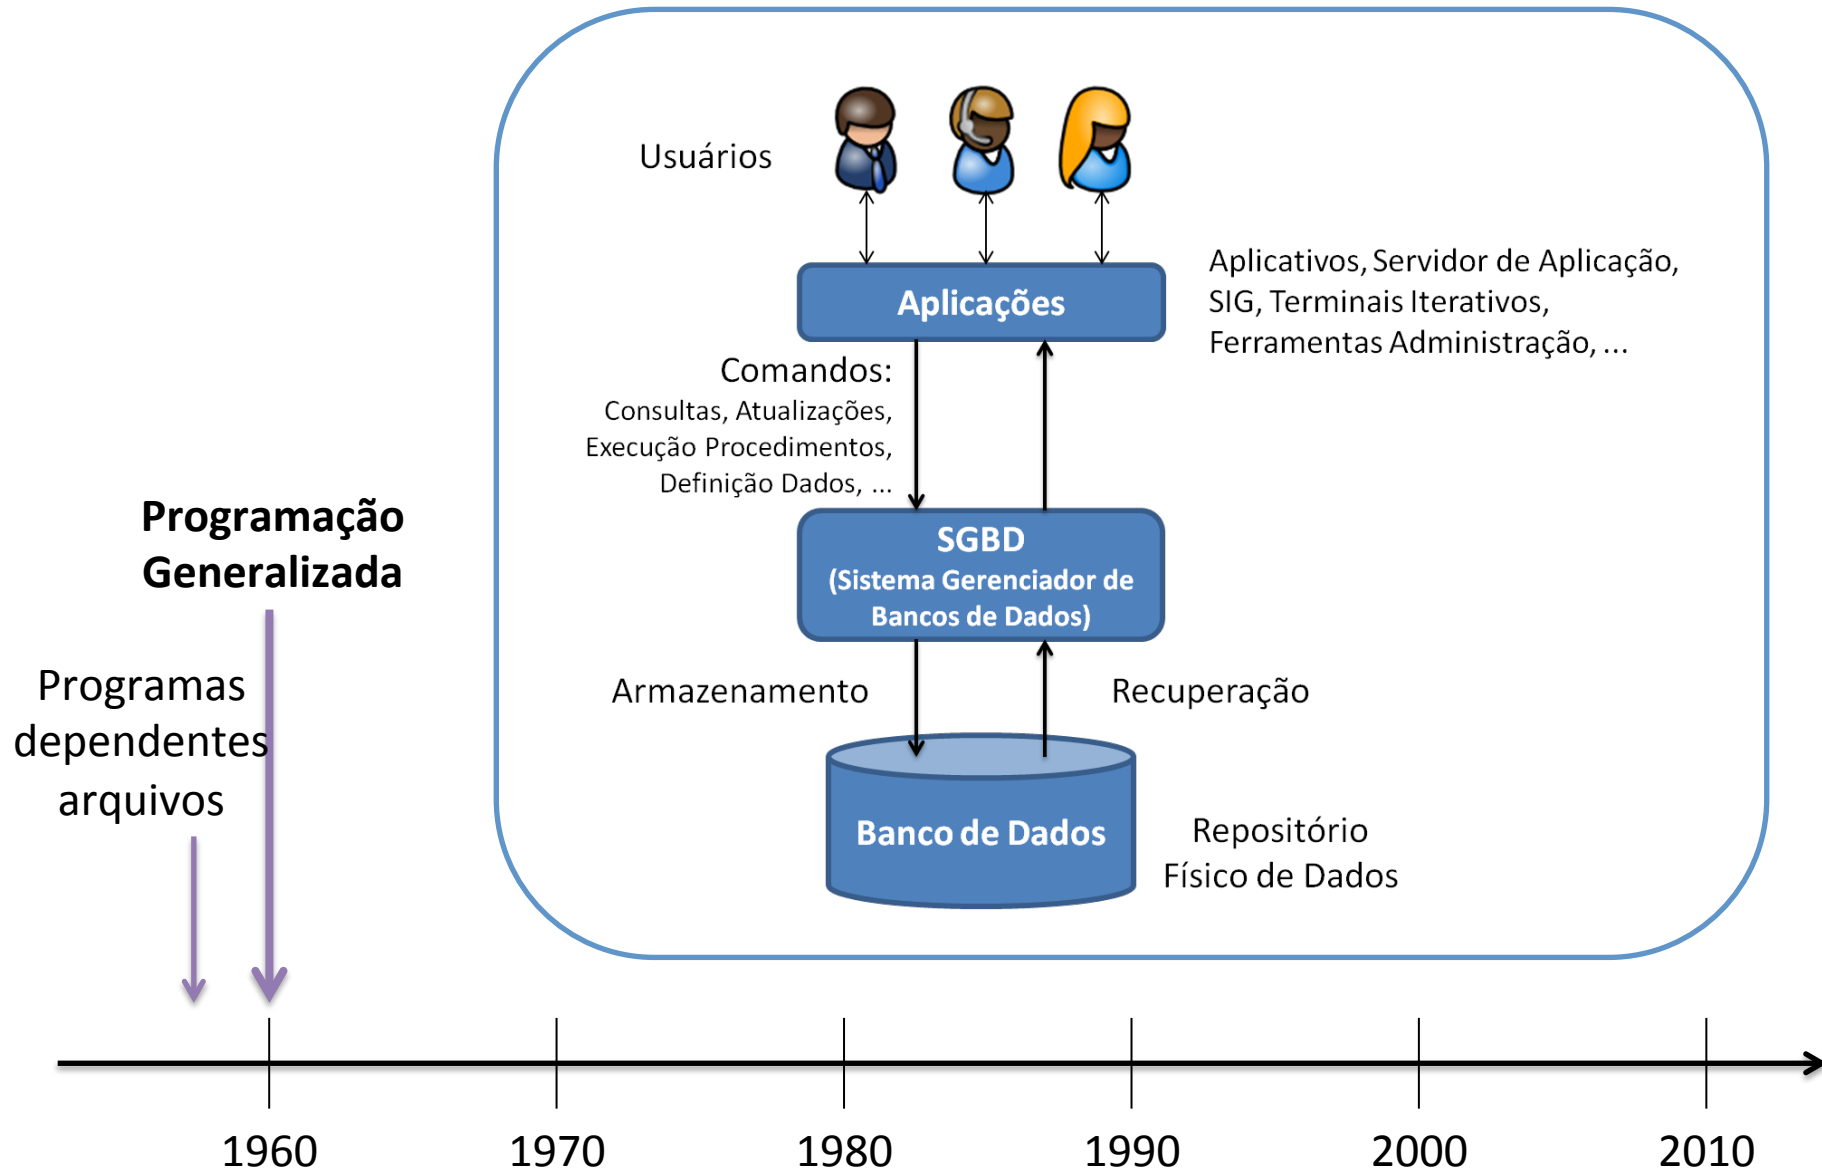 Usuários
Aplicações
Aplicativos, Servidor de Aplicação,
SIG, Terminais Iterativos,
Ferramentas Administração, ...
Comandos:
Consultas, Atualizações,
Execução Procedimentos,
Definição Dados, ...
SGBD
(Sistema Gerenciador de
Bancos de Dados)
Armazenamento
Recuperação
Banco de Dados
Repositório
Físico de Dados
Programação
Generalizada
Programas
dependentes
arquivos
1960
1970
1980
1990
2000
2010